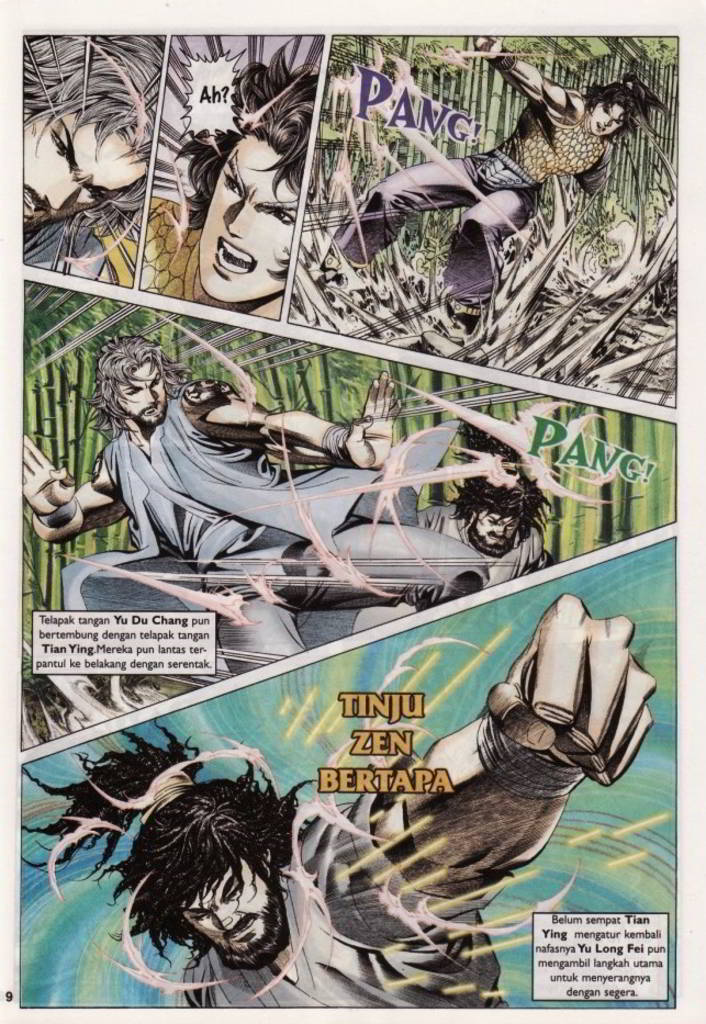 Ah?
PANG!
PANG!
Telapak tangan Yu Du Chang pun
bertembung dengan telapak tangan
Tian Ying.Mereka pun lantas ter-
pantul ke belakang dengan serentak.
TINJU
ZEN
BERTAPA
Belum sempat Tian
Ying mengatur kembali
nafasnya Yu Long Fei pun
mengambil langkah utama
untuk menyerangnya
dengan segera.
9